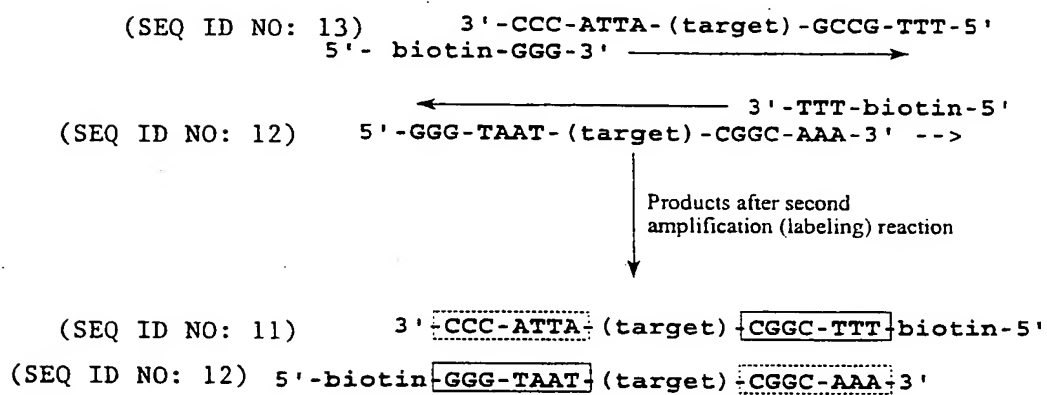 (SEQ ID NO: 13) 3'-CCC-ATTA-(target)-GCCG-TTT-5'
5'- biotin-GGG-3'
3'-TTT-biotin-5'
(SEQ ID NO: 12) 5'-GGG-TAAT-(target)-CGGC-AAA-3' -->
Products after second
amplification (labeling) reaction
(SEQ ID NO: 11) 3'-CCC-ATTA-(target)-CGGC-TTT-biotin-5'
(SEQ ID NO: 12) 5'-biotin-GGG-TAAT-(target)-CGGC-AAA-3'